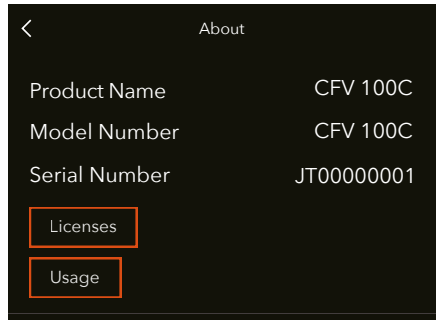 About
Product Name CFV 100C
Model Number CFV 100C
Serial Number JT00000001
Licenses
Usage